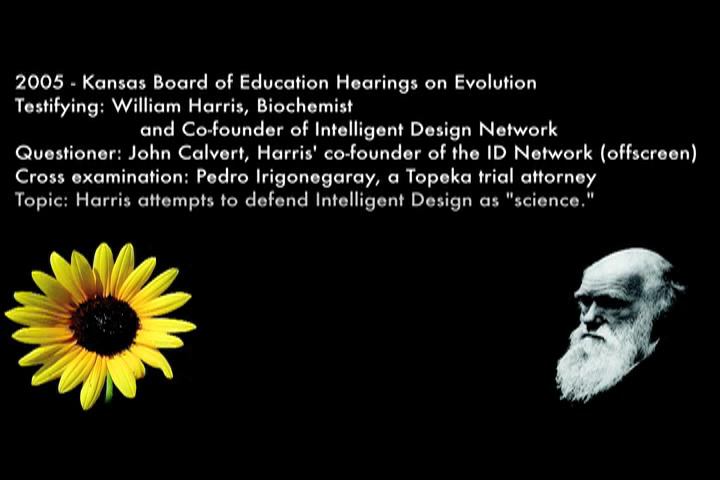 2005 - Kansas Board of Education Hearings on Evolution
Testifying: William Harris, Biochemist
and Co-founder of Intelligent Design Network
Questioner: John Calvert, Harris' co-founder of the ID Network (offscreen)
Cross examination: Pedro Irigonegaray, a Topeka trial attorney
Topic: Harris attempts to defend Intelligent Design as "science."